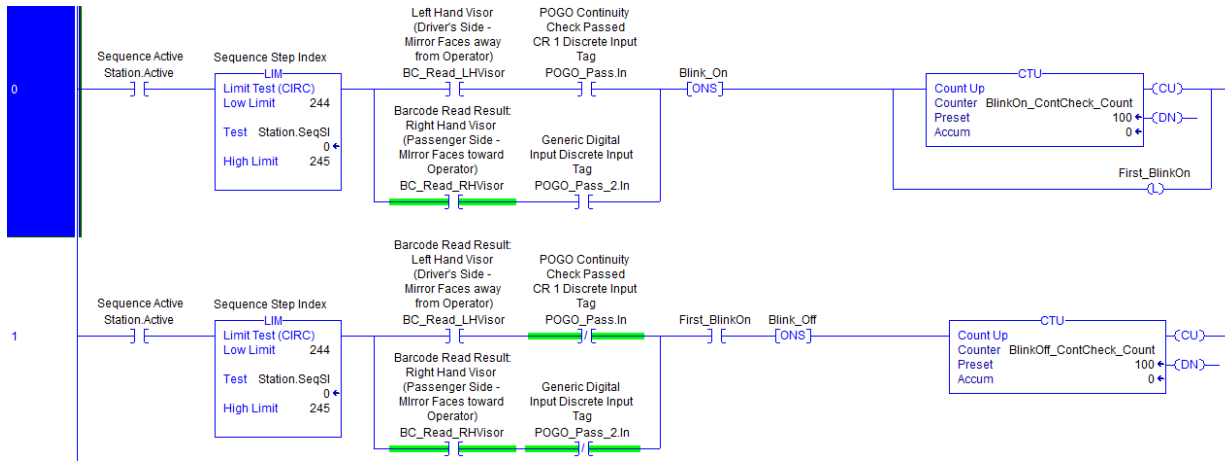 0
Sequence Active
Station.Active
Sequence Step Index
LIM
Limit Test (CIRC)
Low Limit 244
Test Station.SeqSI
0
High Limit 245
Left Hand Visor
(Driver's Side -
Mirror Faces away
from Operator)
BC_Read_LHVisor
POGO Continuity
Check Passed
CR 1 Discrete Input
Tag
POGO_Pass.In
Barcode Read Result:
Right Hand Visor
(Passenger Side -
MIrror Faces toward
Operator)
BC_Read_RHVisor
Generic Digital
Input Discrete Input
Tag
POGO_Pass_2.In
Blink_On
ONS
CTU
Count Up
Counter BlinkOn_ContCheck_Count
Preset 100
Accum 0
CU
DN
First_BlinkOn
L
1
Sequence Active
Station.Active
Sequence Step Index
LIM
Limit Test (CIRC)
Low Limit 244
Test Station.SeqSI
0
High Limit 245
Barcode Read Result:
Left Hand Visor
(Driver's Side -
Mirror Faces away
from Operator)
BC_Read_LHVisor
POGO Continuity
Check Passed
CR 1 Discrete Input
Tag
POGO_Pass.In
Barcode Read Result:
Right Hand Visor
(Passenger Side -
MIrror Faces toward
Operator)
BC_Read_RHVisor
Generic Digital
Input Discrete Input
Tag
POGO_Pass_2.In
First_BlinkOn
Blink_Off
ONS
CTU
Count Up
Counter BlinkOff_ContCheck_Count
Preset 100
Accum 0
CU
DN